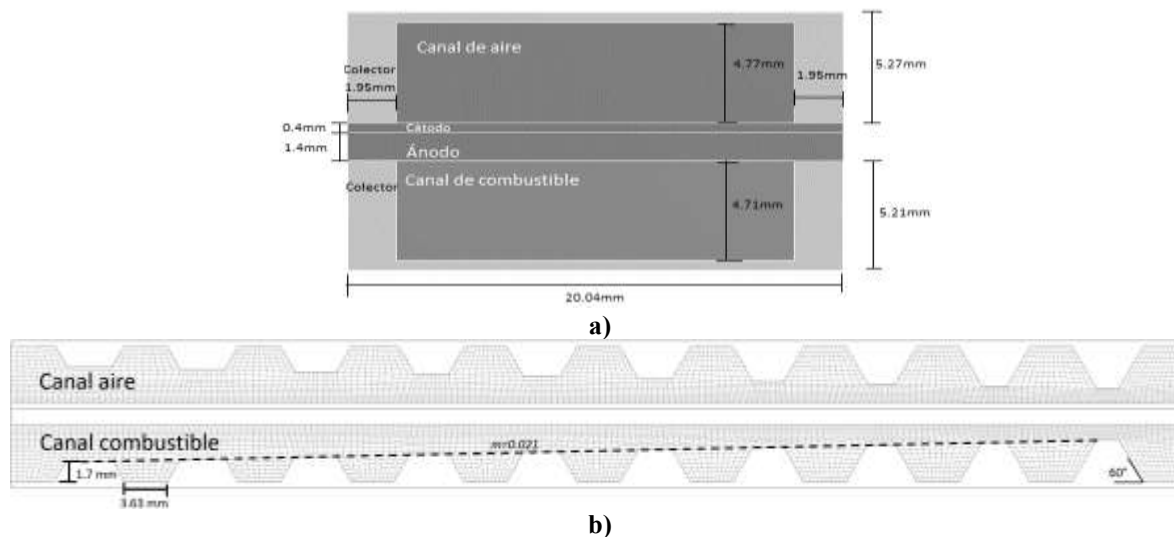 Canal de aire
Colector
1.95mm
4.77mm
1.95mm
5.27mm
0.4mm
Cátodo
1.4mm
Ánodo
Colector
Canal de combustible
4.71mm
5.21mm
20.04mm
a)
Canal aire
Canal combustible
m=0.021
1.7 mm
3.63 mm
60°
b)